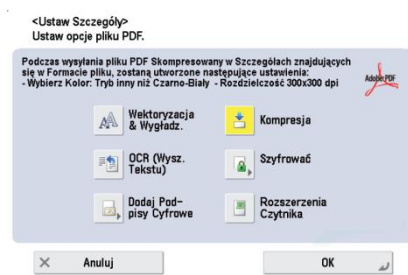 <Ustaw Szczegóły>
Ustaw opcje pliku PDF.
Podczas wysyłania pliku PDF Skompresowany w Szczegółach znajdujących
się w Formacie pliku, zostaną utworzone następujące ustawienia:
- Wybierz Kolor: Tryb inny niż Czarno-Biały - Rozdzielczość 300x300 dpi
Adobe PDF
Wektoryzacja
& Wygładz.
Kompresja
OCR (Wysz.
Tekstu)
Szyfrować
Dodaj Pod-
pisy Cyfrowe
Rozszerzenia
Czytnika
Anuluj
OK